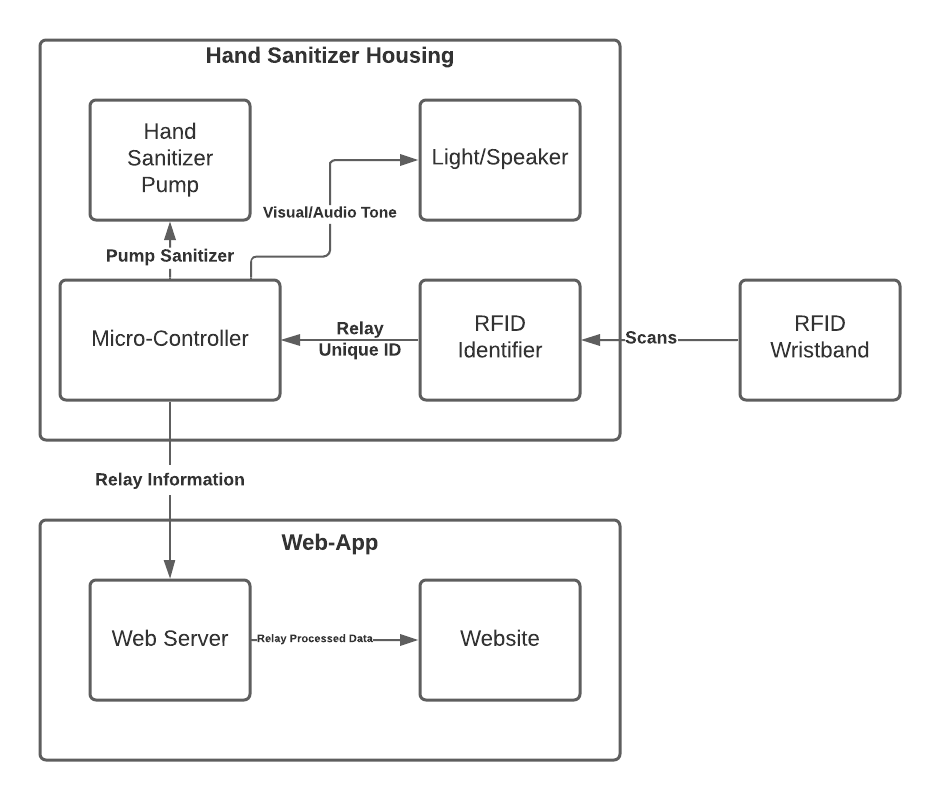 Hand Sanitizer Housing
Hand
Sanitizer
Pump
Light/Speaker
Visual/Audio Tone
Pump Sanitizer
Micro-Controller
Relay
Unique ID
RFID
Identifier
Scans
RFID
Wristband
Relay Information
Web-App
Web Server
Relay Processed Data
Website